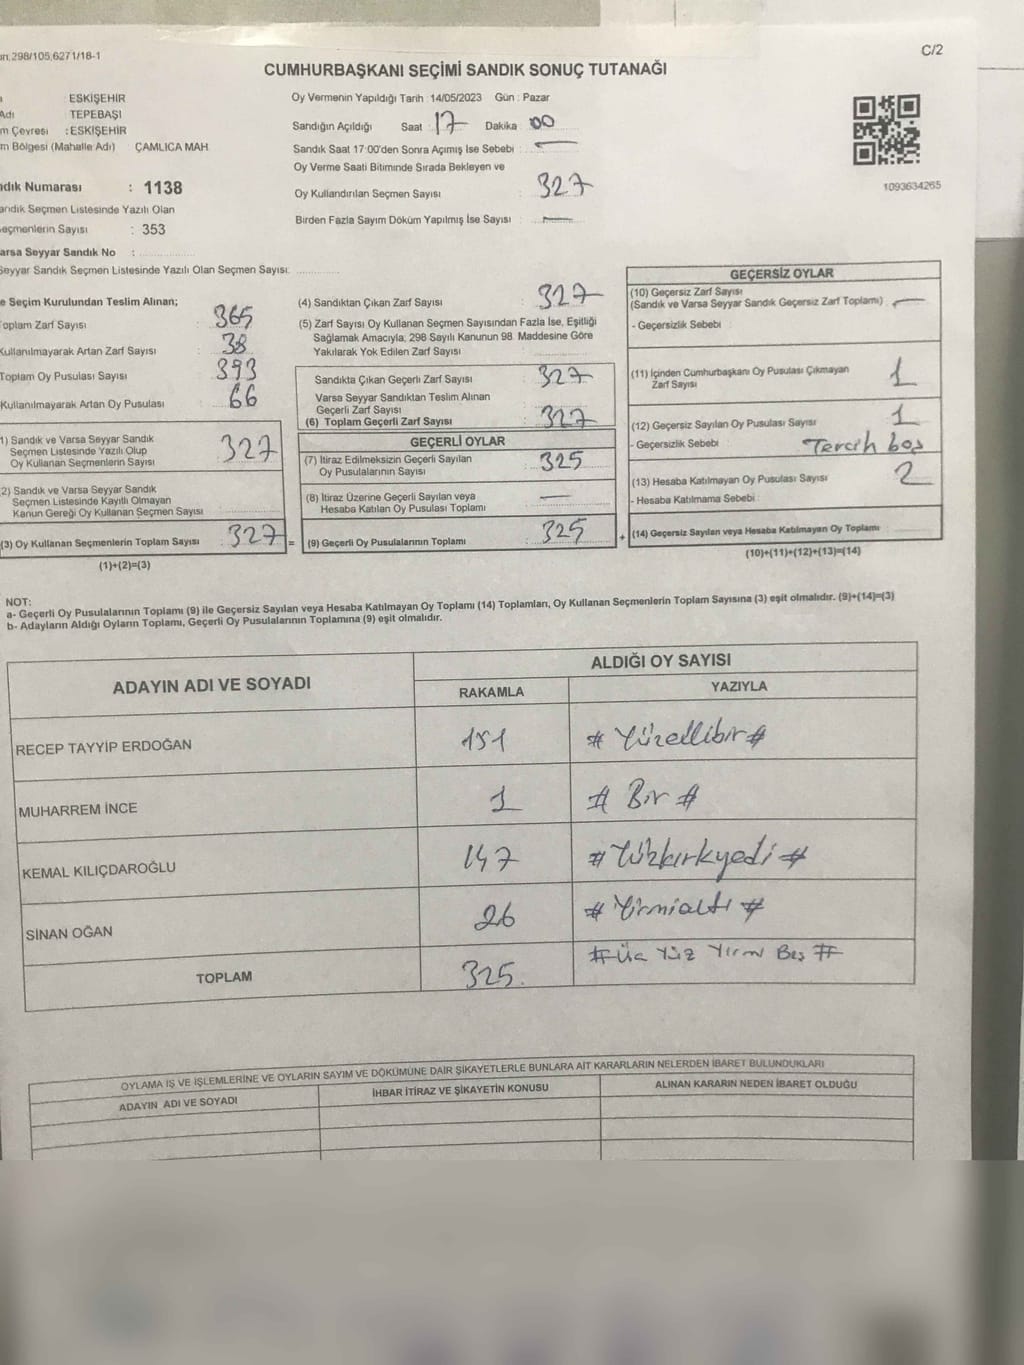 298/105,6271/18-1
C/2
CUMHURBAŞKANI SEÇİMİ SANDIK SONUÇ TUTANAĞI
: ESKİŞEHİR
Adı : TEPEBAŞI
m Çevresi : ESKİŞEHİR
m Bölgesi (Mahalle Adı) ÇAMLICA MAH
ndık Numarası : 1138
andık Seçmen Listesinde Yazılı Olan
eçmenlerin Sayısı : 353
arsa Seyyar Sandık No :
Seyyar Sandık Seçmen Listesinde Yazılı Olan Seçmen Sayısı:
Oy Vermenin Yapıldığı Tarih : 14/05/2023 Gün : Pazar
Sandığın Açıldığı Saat : 17 Dakika : 00
Sandık Saat 17:00'den Sonra Açımış İse Sebebi : —
Oy Verme Saati Bitiminde Sırada Bekleyen ve
Oy Kullandırılan Seçmen Sayısı : 327
Birden Fazla Sayım Döküm Yapılmış İse Sayısı : —
1093634265
e Seçim Kurulundan Teslim Alınan;
oplam Zarf Sayısı : 365
Kullanılmayarak Artan Zarf Sayısı : 38
Toplam Oy Pusulası Sayısı : 393
Kullanılmayarak Artan Oy Pusulası : 66
1) Sandık ve Varsa Seyyar Sandık
Seçmen Listesinde Yazılı Olup
Oy Kullanan Seçmenlerin Sayısı : 327
2) Sandık ve Varsa Seyyar Sandık
Seçmen Listesinde Kayıtlı Olmayan
Kanun Gereği Oy Kullanan Seçmen Sayısı :
(3) Oy Kullanan Seçmenlerin Toplam Sayısı : 327 =
(1)+(2)=(3)
(4) Sandıktan Çıkan Zarf Sayısı : 327
(5) Zarf Sayısı Oy Kullanan Seçmen Sayısından Fazla İse, Eşitliği
Sağlamak Amacıyla; 298 Sayılı Kanunun 98. Maddesine Göre
Yakılarak Yok Edilen Zarf Sayısı :
Sandıkta Çıkan Geçerli Zarf Sayısı : 327
Varsa Seyyar Sandıktan Teslim Alınan
Geçerli Zarf Sayısı :
(6) Toplam Geçerli Zarf Sayısı : 327
GEÇERLİ OYLAR
(7) İtiraz Edilmeksizin Geçerli Sayılan
Oy Pusulalarının Sayısı : 325
(8) İtiraz Üzerine Geçerli Sayılan veya
Hesaba Katılan Oy Pusulası Toplamı : —
(9) Geçerli Oy Pusulalarının Toplamı : 325 +
GEÇERSİZ OYLAR
(10) Geçersiz Zarf Sayısı
(Sandık ve Varsa Seyyar Sandık Geçersiz Zarf Toplamı) : —
- Geçersizlik Sebebi :
(11) İçinden Cumhurbaşkanı Oy Pusulası Çıkmayan
Zarf Sayısı : 1
(12) Geçersiz Sayılan Oy Pusulası Sayısı : 1
- Geçersizlik Sebebi : Tercih boş
(13) Hesaba Katılmayan Oy Pusulası Sayısı : 2
- Hesaba Katılmama Sebebi :
(14) Geçersiz Sayılan veya Hesaba Katılmayan Oy Toplamı :
(10)+(11)+(12)+(13)=(14)
NOT:
a- Geçerli Oy Pusulalarının Toplamı (9) ile Geçersiz Sayılan veya Hesaba Katılmayan Oy Toplamı (14) Toplamları, Oy Kullanan Seçmenlerin Toplam Sayısına (3) eşit olmalıdır. (9)+(14)=(3)
b- Adayların Aldığı Oyların Toplamı, Geçerli Oy Pusulalarının Toplamına (9) eşit olmalıdır.
ADAYIN ADI VE SOYADI ALDIĞI OY SAYISI
RAKAMLA YAZIYLA
RECEP TAYYİP ERDOĞAN 151 # Yüzellibir #
MUHARREM İNCE 1 # Bir #
KEMAL KILIÇDAROĞLU 147 # Yüzkırkyedi #
SİNAN OĞAN 26 # Yirmialtı #
TOPLAM 325. # Üç Yüz Yirmi Beş #
OYLAMA İŞ VE İŞLEMLERİNE VE OYLARIN SAYIM VE DÖKÜMÜNE DAİR ŞİKAYETLERLE BUNLARA AİT KARARLARIN NELERDEN İBARET BULUNDUKLARI
ADAYIN ADI VE SOYADI İHBAR İTİRAZ VE ŞİKAYETİN KONUSU ALINAN KARARIN NEDEN İBARET OLDUĞU